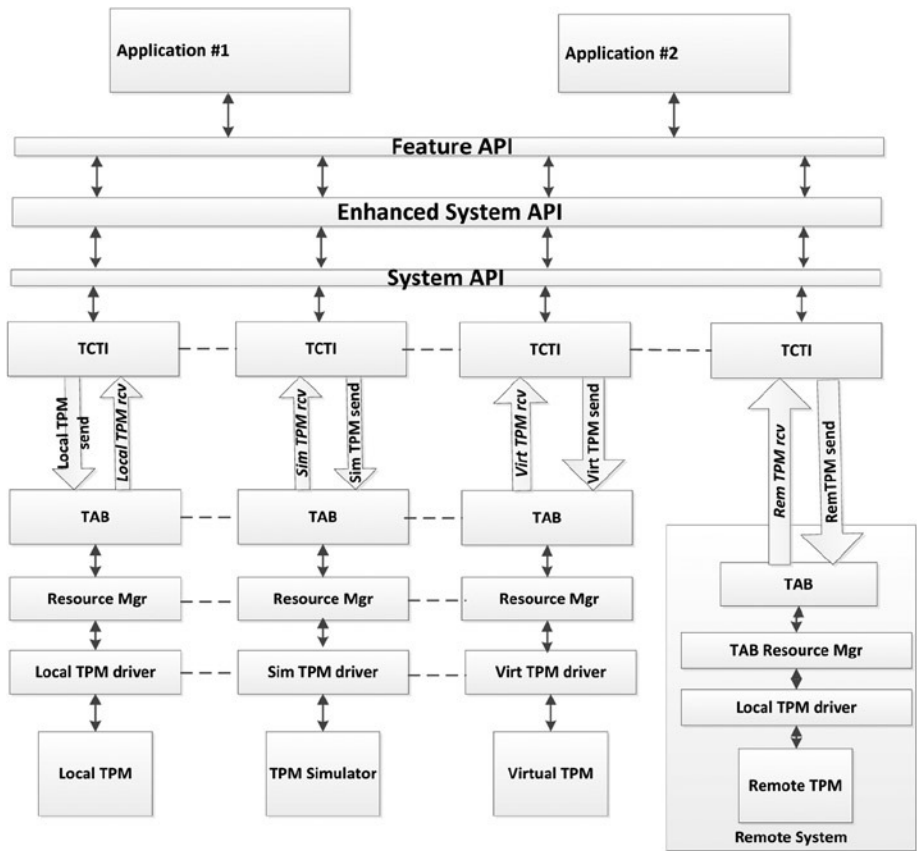 Application #1
Application #2
Feature API
Enhanced System API
System API
TCTI
TCTI
TCTI
TCTI
Local TPM
send
Local TPM rcv
Sim TPM rcv
Sim TPM send
Virt TPM rcv
Virt TPM send
Rem TPM rcv
RemTPM send
TAB
TAB
TAB
TAB
Resource Mgr
Resource Mgr
Resource Mgr
TAB Resource Mgr
Local TPM driver
Sim TPM driver
Virt TPM driver
Local TPM driver
Local TPM
TPM Simulator
Virtual TPM
Remote TPM
Remote System